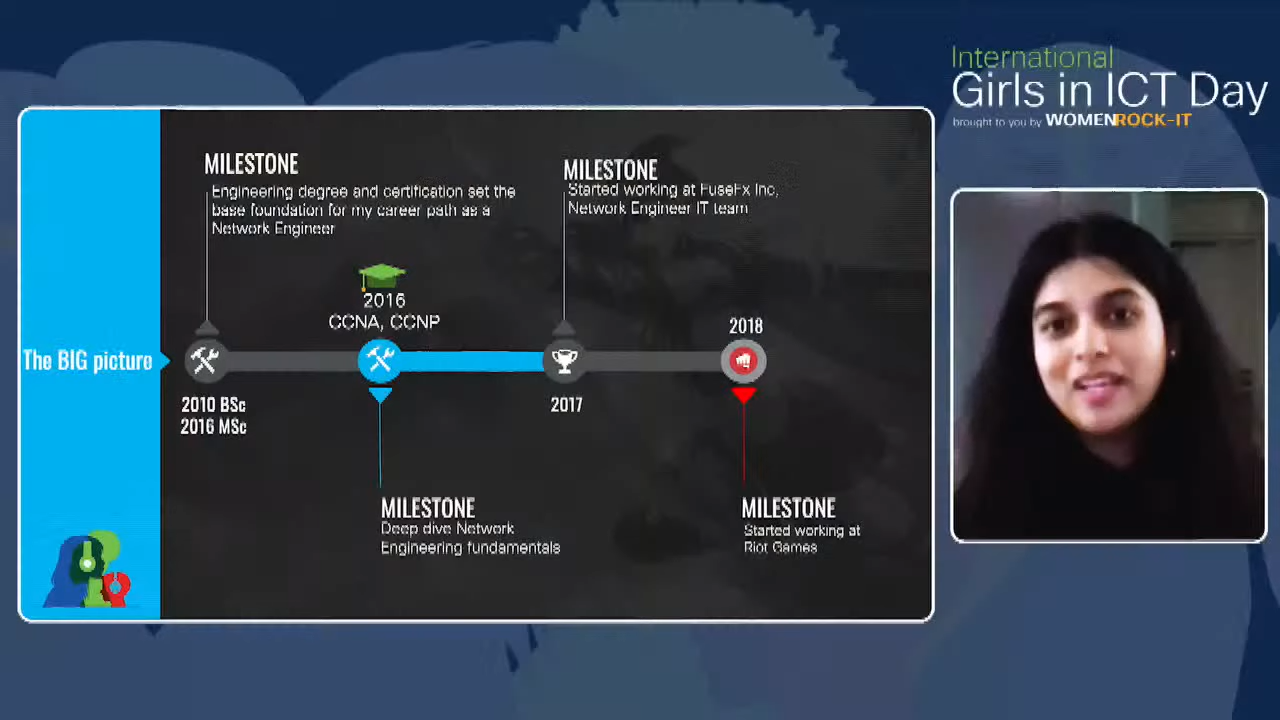 International
Girls in ICT Day
brought to you by WOMENROCK-IT
The BIG picture
MILESTONE
Engineering degree and certification set the
base foundation for my career path as a
Network Engineer
2010 BSc
2016 MSc
2016
CCNA, CCNP
MILESTONE
Deep dive Network
Engineering fundamentals
MILESTONE
Started working at FuseFx Inc,
Network Engineer IT team
2017
2018
MILESTONE
Started working at
Riot Games